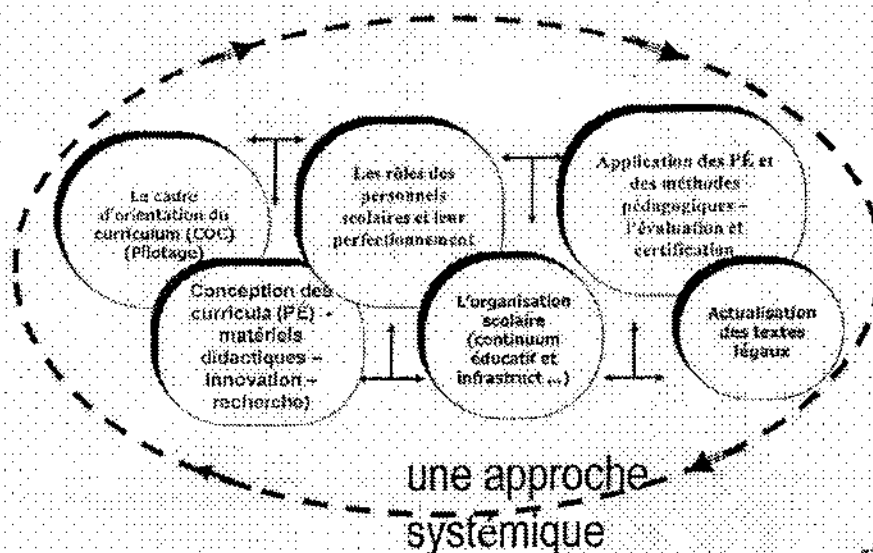 Le cadre
d'orientation du
curriculum (COC)
(Pilotage)
Conception des
curricula (PÉ) -
matériels
didactiques –
innovation –
recherche)
Les rôles des
personnels
scolaires et leur
perfectionnement
L'organisation
scolaire
(continuum
éducatif et
infrastruct ...)
Application des PÉ et
des méthodes
pédagogiques –
l'évaluation et
certification
Actualisation
des textes
légaux
une approche
systémique